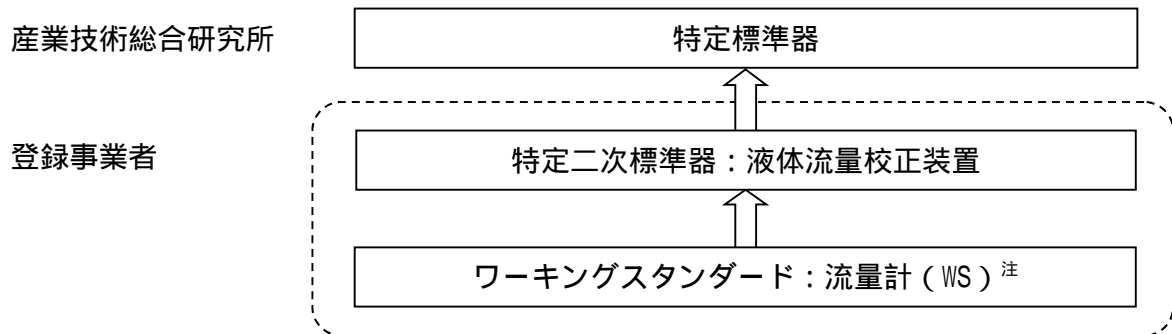 産業技術総合研究所
特定標準器
登録事業者
特定二次標準器：液体流量校正装置
ワーキングスタンダード：流量計（WS）注